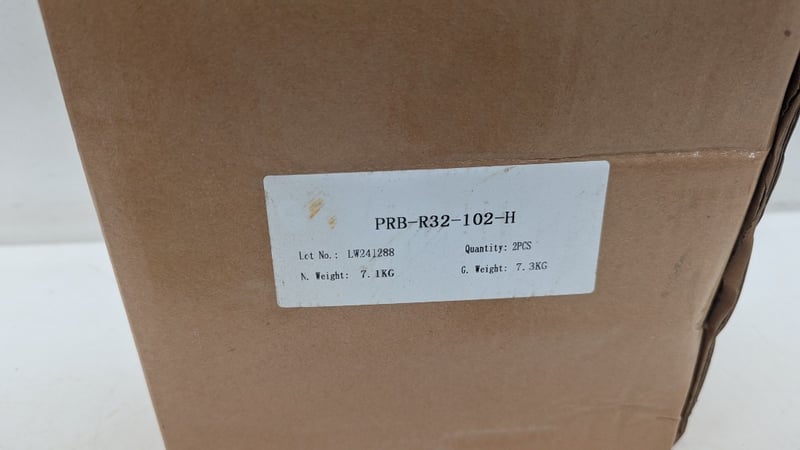 PRB-R32-102-H
Lot No.: LW241288 Quantity: 2PCS
N. Weight: 7.1KG G. Weight: 7.3KG